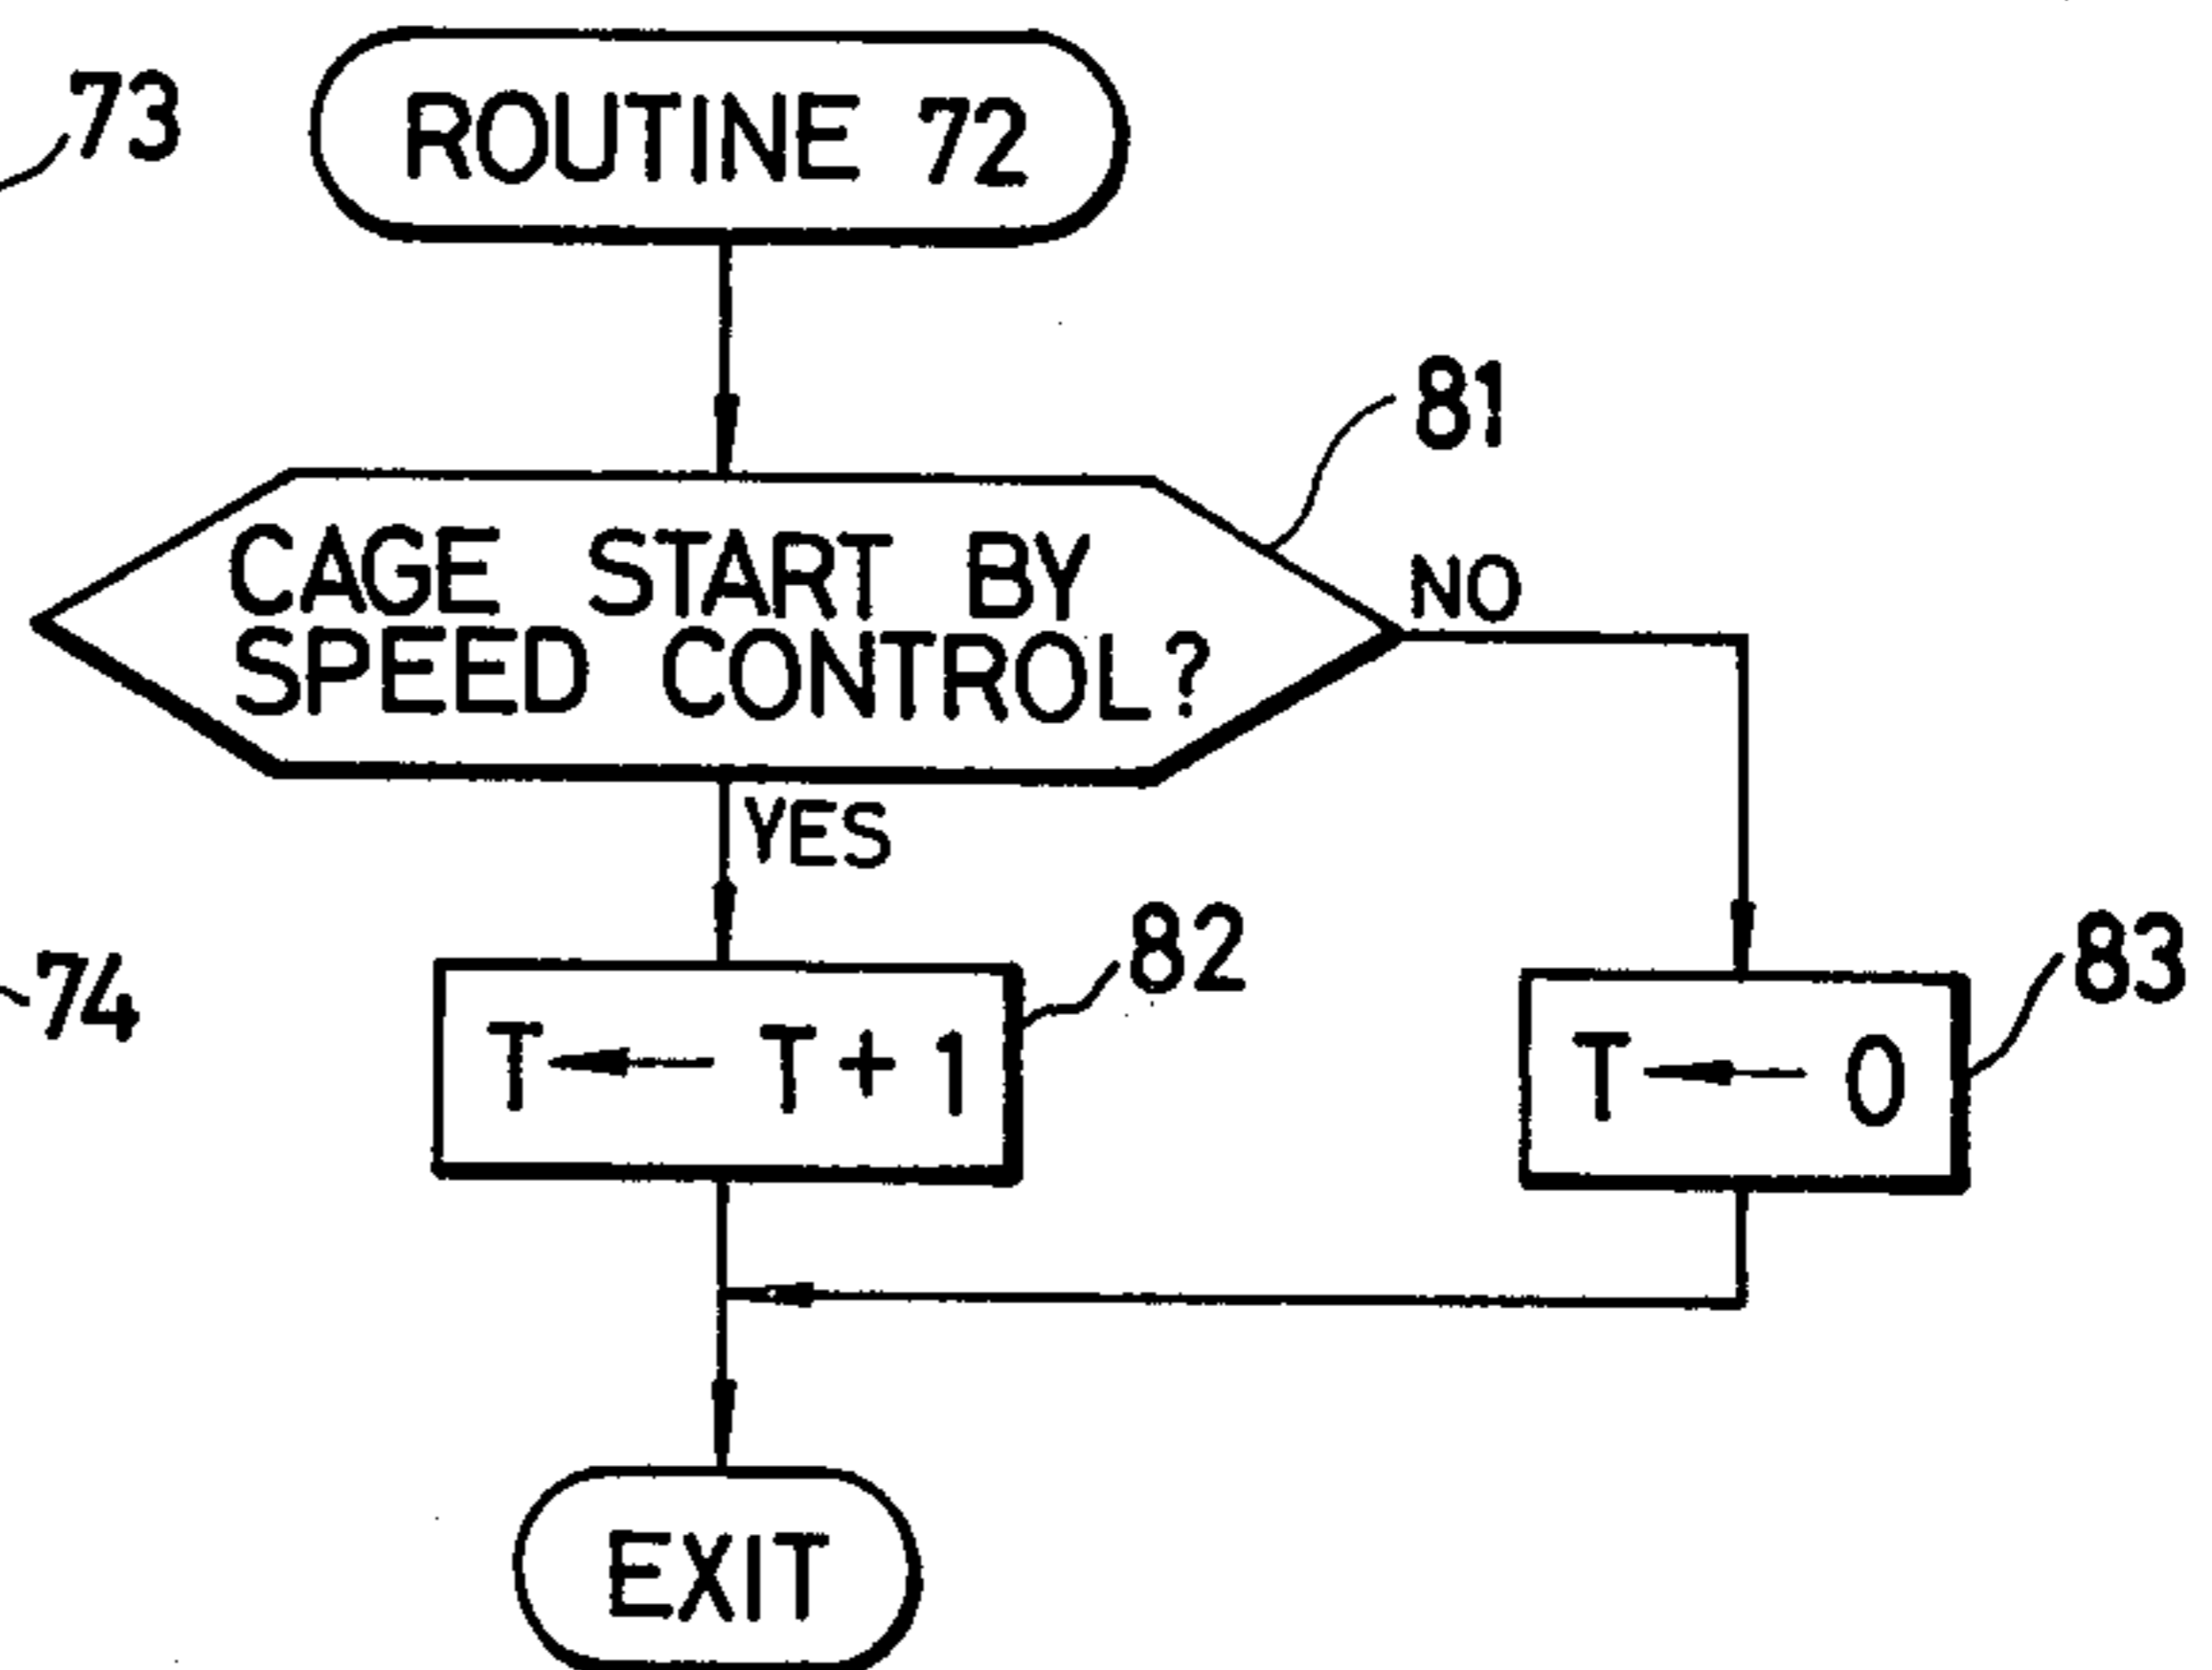 73
ROUTINE 72
81
CAGE START BY
SPEED CONTROL?
NO
YES
82
83
74
T ← T + 1
T ← 0
EXIT